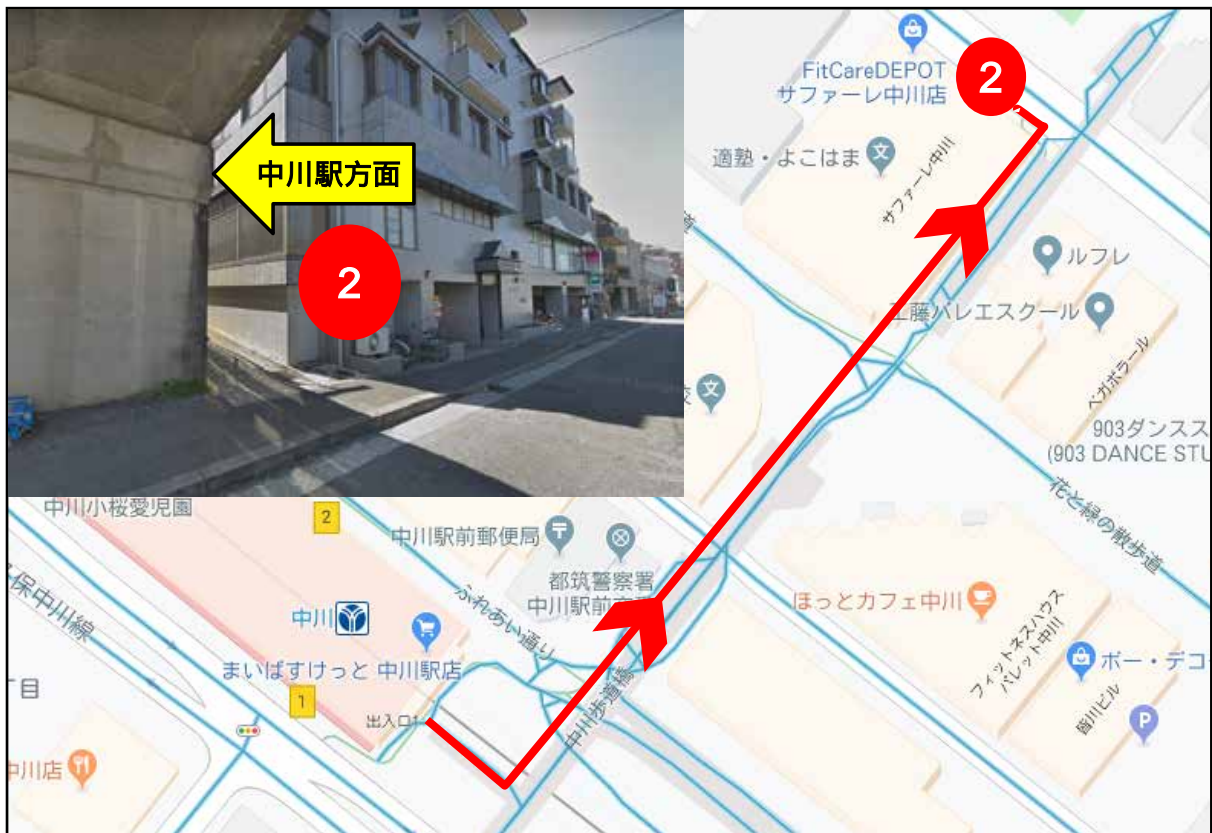 中川駅方面
2
FitCareDEPOT
サファーレ中川店
2
適塾・よこはま
サファーレ中川
ルフレ
工藤バレエスクール
ベガポラール
903ダンスス
(903 DANCE STU
花と緑の散歩道
中川小桜愛児園
2
中川駅前郵便局
都筑警察署
中川駅前
ふれあい通り
中川
まいばすけっと 中川駅店
1
出入口1
中川歩道橋
ほっとカフェ中川
フィットネスハウス
パレット中川
ボー・デコ
皆川ビル
P
保中川線
丁目
中川店